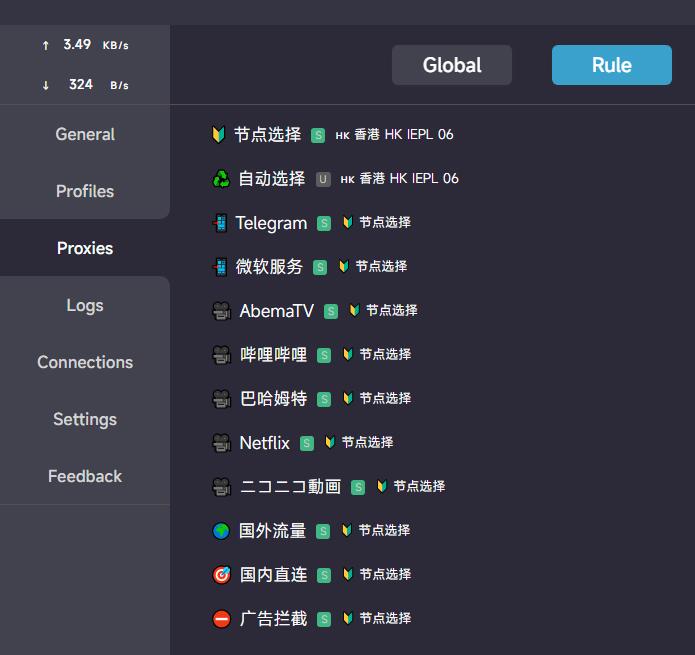 ↑ 3.49 KB/s
↓ 324 B/s
Global
Rule
General
Profiles
Proxies
Logs
Connections
Settings
Feedback
节点选择 S HK 香港 HK IEPL 06
自动选择 U HK 香港 HK IEPL 06
Telegram S 节点选择
微软服务 S 节点选择
AbemaTV S 节点选择
哔哩哔哩 S 节点选择
巴哈姆特 S 节点选择
Netflix S 节点选择
ニコニコ動画 S 节点选择
国外流量 S 节点选择
国内直连 S 节点选择
广告拦截 S 节点选择